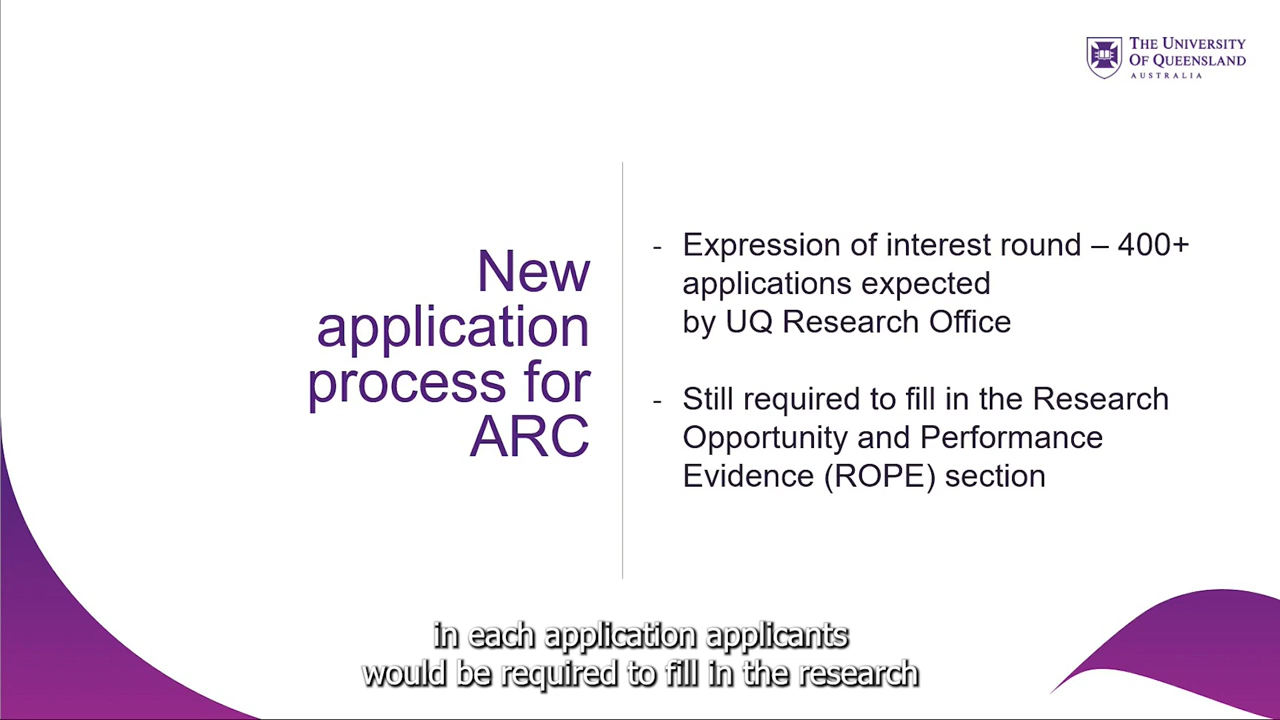 THE UNIVERSITY
OF QUEENSLAND
AUSTRALIA
New
application
process for
ARC
- Expression of interest round – 400+
applications expected
by UQ Research Office
- Still required to fill in the Research
Opportunity and Performance
Evidence (ROPE) section
in each application applicants
would be required to fill in the research